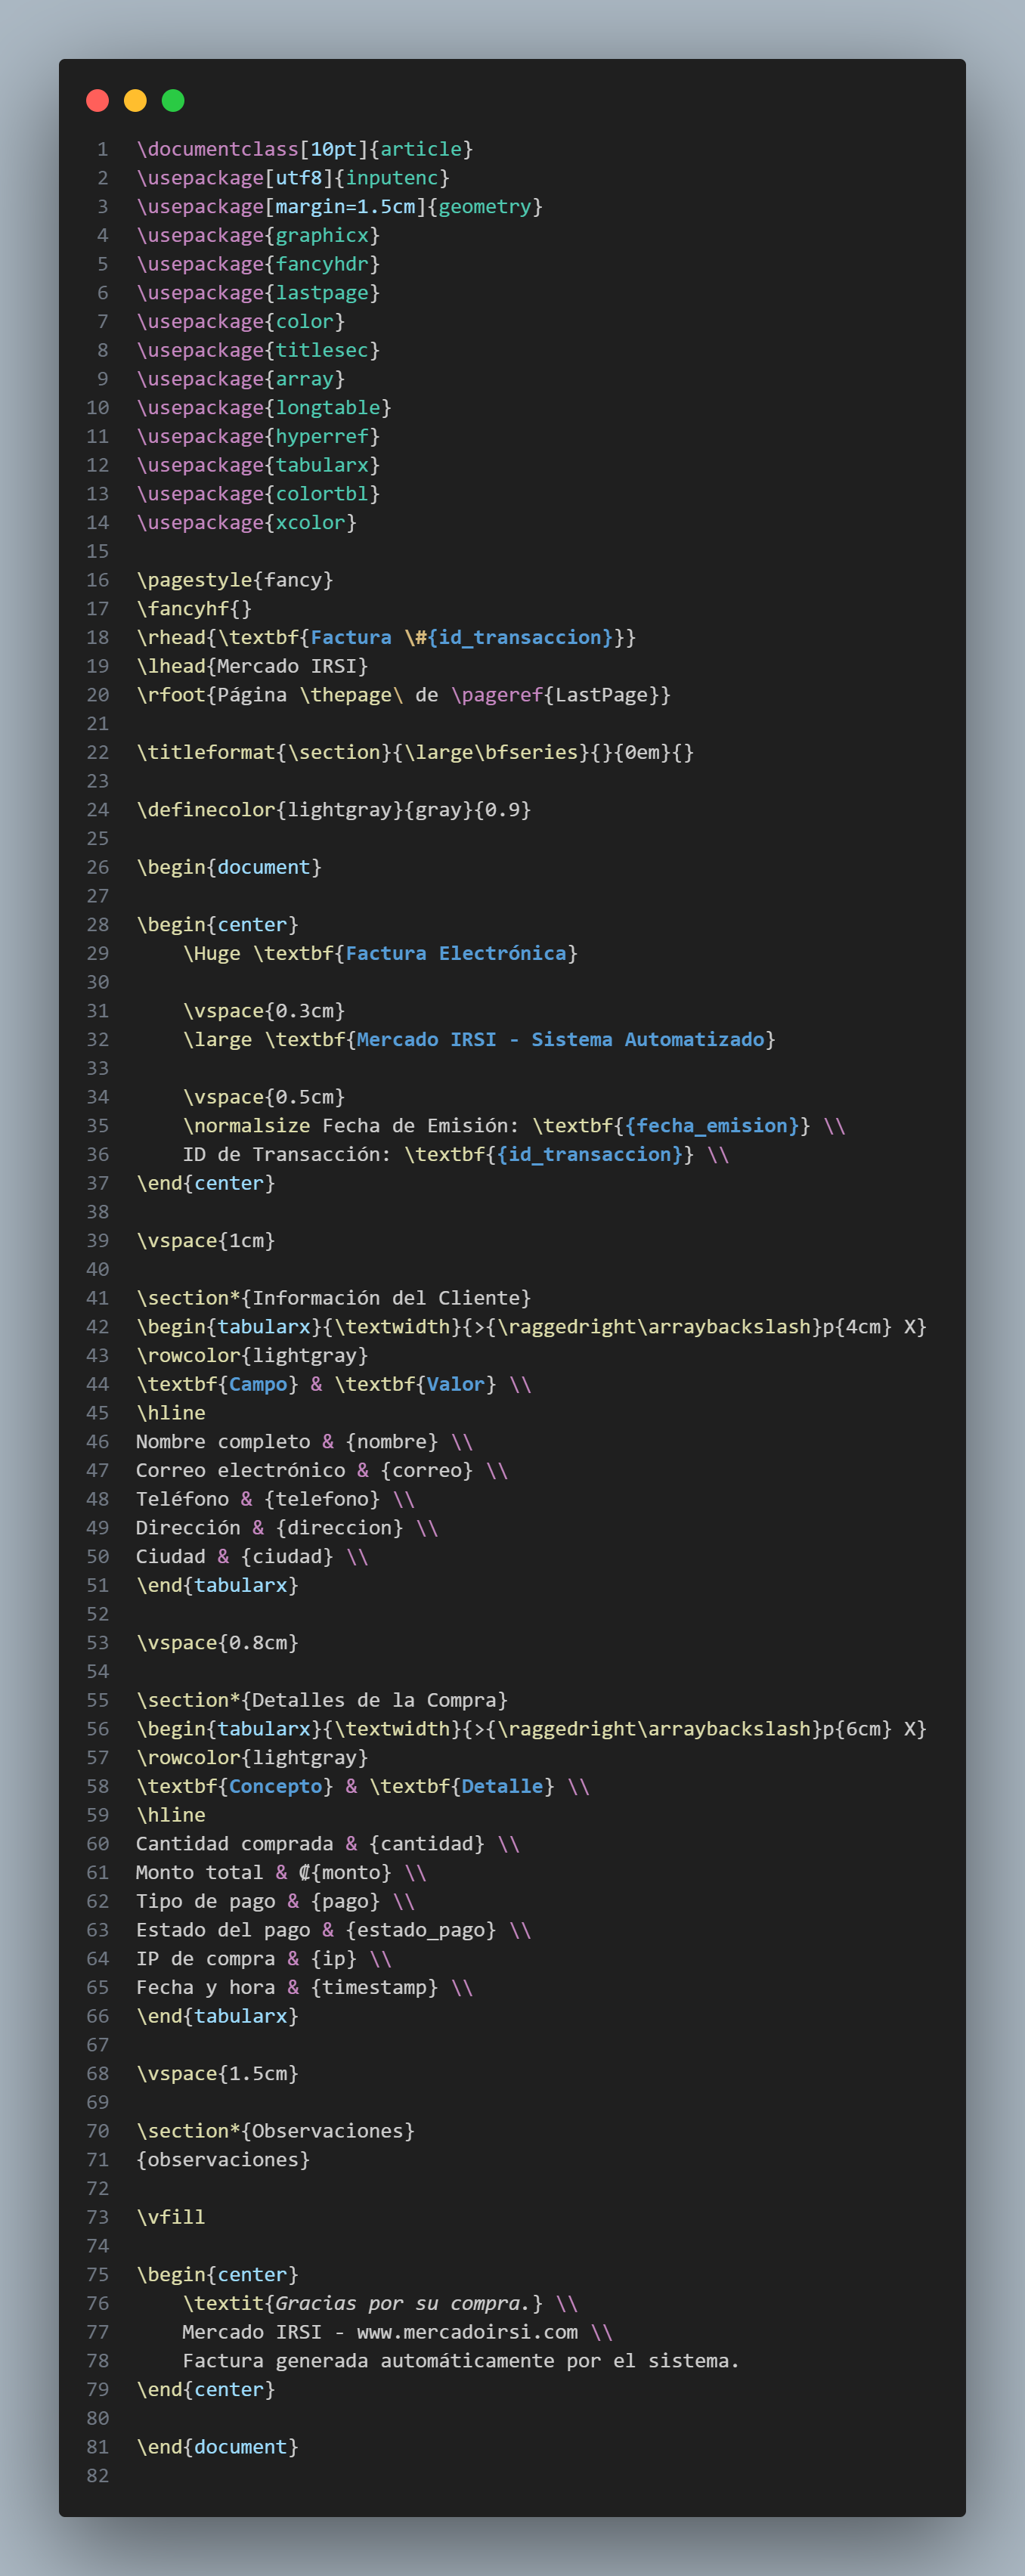 1 \documentclass[10pt]{article}
2 \usepackage[utf8]{inputenc}
3 \usepackage[margin=1.5cm]{geometry}
4 \usepackage{graphicx}
5 \usepackage{fancyhdr}
6 \usepackage{lastpage}
7 \usepackage{color}
8 \usepackage{titlesec}
9 \usepackage{array}
10 \usepackage{longtable}
11 \usepackage{hyperref}
12 \usepackage{tabularx}
13 \usepackage{colortbl}
14 \usepackage{xcolor}
15
16 \pagestyle{fancy}
17 \fancyhf{}
18 \rhead{\textbf{Factura \#{id_transaccion}}}
19 \lhead{Mercado IRSI}
20 \rfoot{Página \thepage\ de \pageref{LastPage}}
21
22 \titleformat{\section}{\large\bfseries}{}{0em}{}
23
24 \definecolor{lightgray}{gray}{0.9}
25
26 \begin{document}
27
28 \begin{center}
29     \Huge \textbf{Factura Electrónica}
30
31     \vspace{0.3cm}
32     \large \textbf{Mercado IRSI - Sistema Automatizado}
33
34     \vspace{0.5cm}
35     \normalsize Fecha de Emisión: \textbf{{fecha_emision}} \\
36     ID de Transacción: \textbf{{id_transaccion}} \\
37 \end{center}
38
39 \vspace{1cm}
40
41 \section*{Información del Cliente}
42 \begin{tabularx}{\textwidth}{>{\raggedright\arraybackslash}p{4cm} X}
43 \rowcolor{lightgray}
44 \textbf{Campo} & \textbf{Valor} \\
45 \hline
46 Nombre completo & {nombre} \\
47 Correo electrónico & {correo} \\
48 Teléfono & {telefono} \\
49 Dirección & {direccion} \\
50 Ciudad & {ciudad} \\
51 \end{tabularx}
52
53 \vspace{0.8cm}
54
55 \section*{Detalles de la Compra}
56 \begin{tabularx}{\textwidth}{>{\raggedright\arraybackslash}p{6cm} X}
57 \rowcolor{lightgray}
58 \textbf{Concepto} & \textbf{Detalle} \\
59 \hline
60 Cantidad comprada & {cantidad} \\
61 Monto total & ₡{monto} \\
62 Tipo de pago & {pago} \\
63 Estado del pago & {estado_pago} \\
64 IP de compra & {ip} \\
65 Fecha y hora & {timestamp} \\
66 \end{tabularx}
67
68 \vspace{1.5cm}
69
70 \section*{Observaciones}
71 {observaciones}
72
73 \vfill
74
75 \begin{center}
76     \textit{Gracias por su compra.} \\
77     Mercado IRSI - www.mercadoirsi.com \\
78     Factura generada automáticamente por el sistema.
79 \end{center}
80
81 \end{document}
82